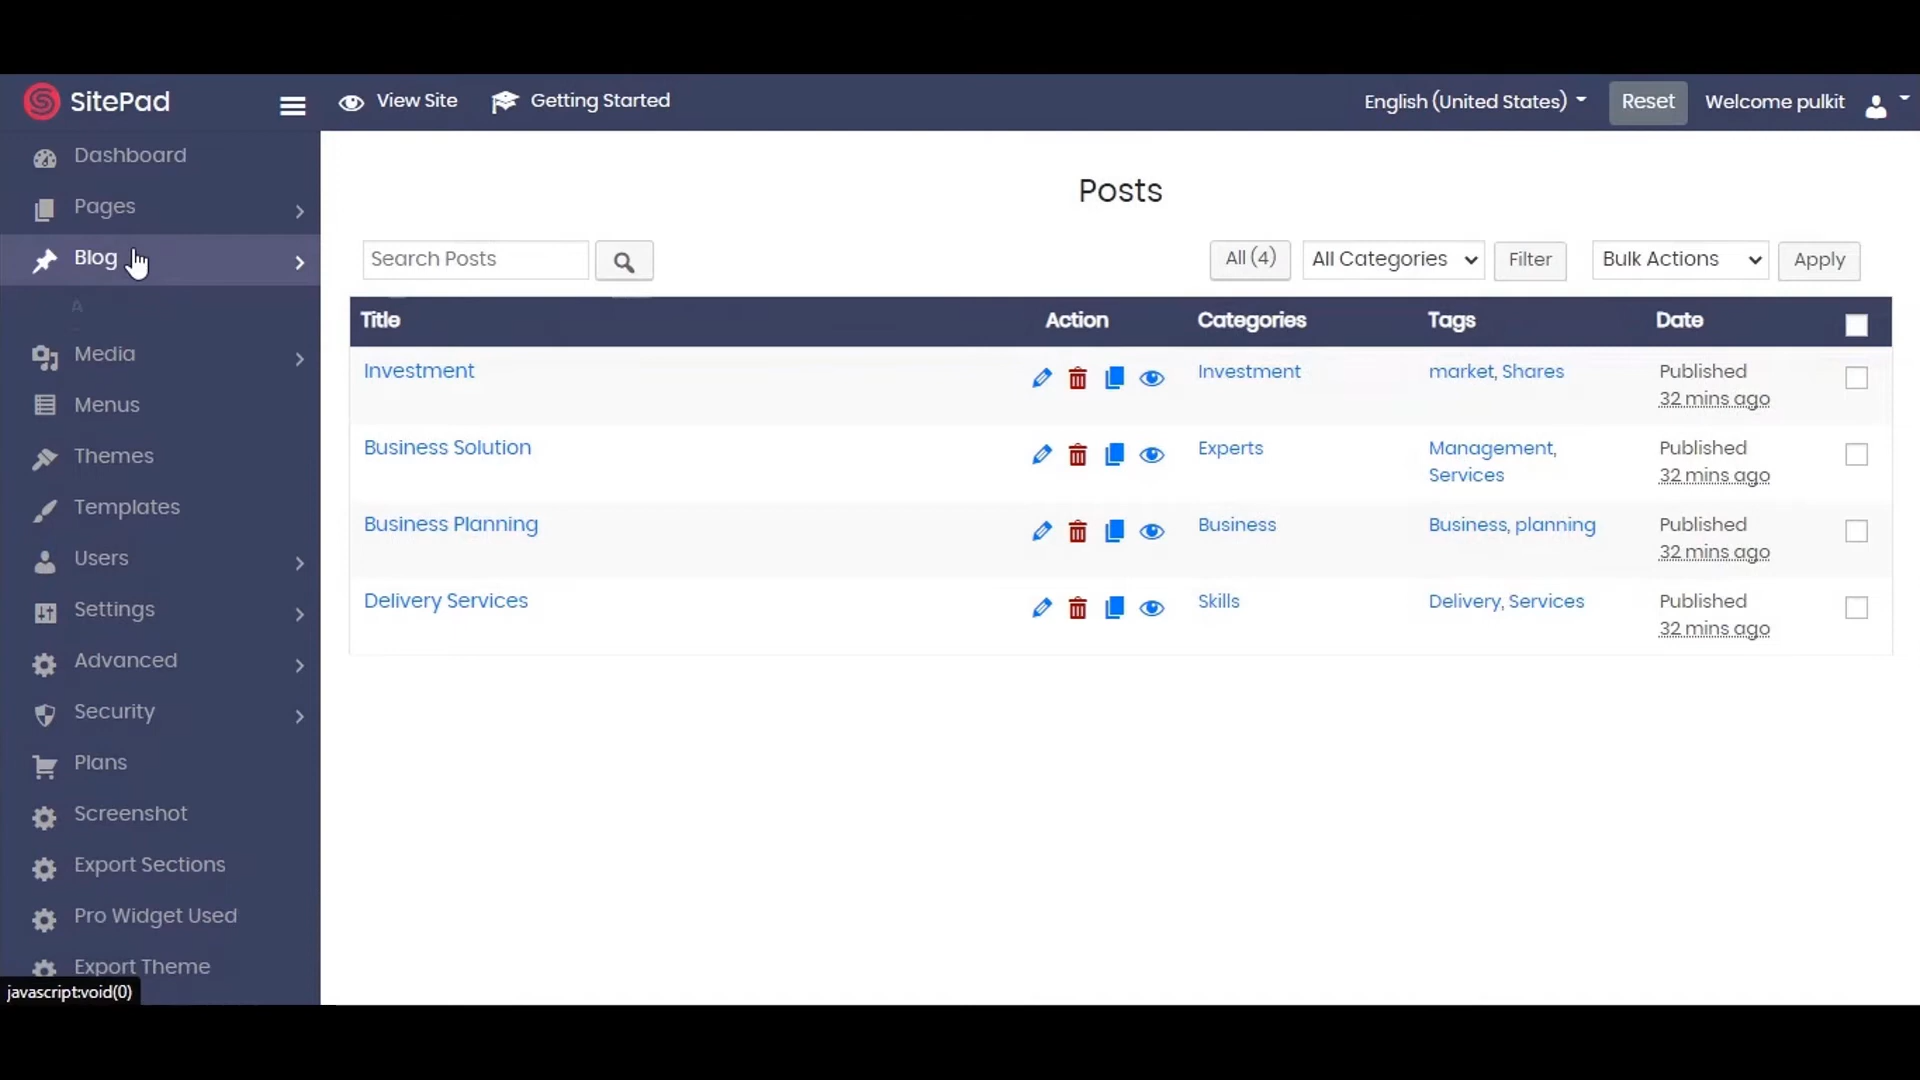 SitePad
View Site
Getting Started
English (United States)
Reset
Welcome pulkit
Dashboard
Pages
Blog
A
Media
Menus
Themes
Templates
Users
Settings
Advanced
Security
Plans
Screenshot
Export Sections
Pro Widget Used
Export Theme
javascript:void(0)
Posts
Search Posts
All (4)
All Categories
Filter
Bulk Actions
Apply
Title Action Categories Tags Date
Investment Investment market, Shares Published
32 mins ago
Business Solution Experts Management, Published
Services 32 mins ago
Business Planning Business Business, planning Published
32 mins ago
Delivery Services Skills Delivery, Services Published
32 mins ago